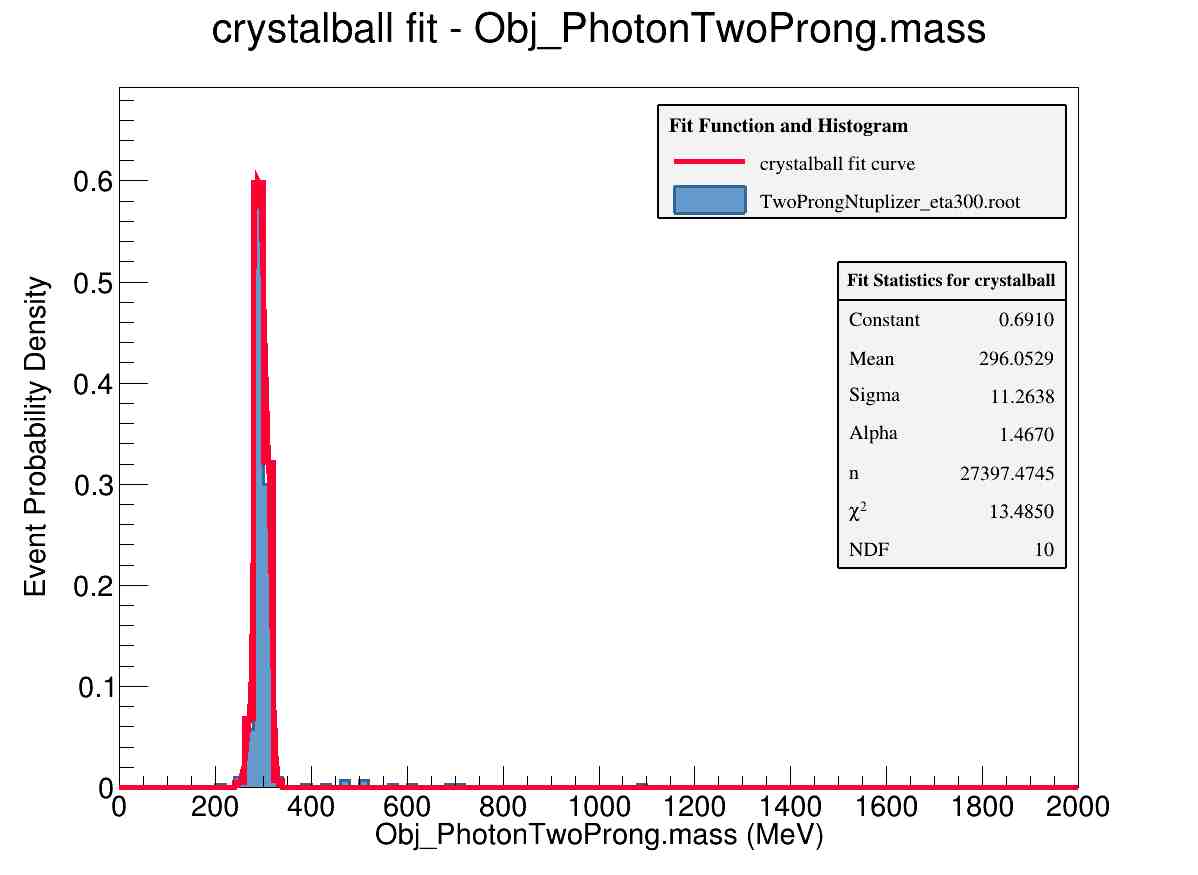 crystalball fit - Obj_PhotonTwoProng.mass
Fit Function and Histogram
crystalball fit curve
TwoProngNtuplizer_eta300.root
Fit Statistics for crystalball
Constant 0.6910
Mean 296.0529
Sigma 11.2638
Alpha 1.4670
n 27397.4745
χ² 13.4850
NDF 10
Event Probability Density
0.6
0.5
0.4
0.3
0.2
0.1
0
0 200 400 600 800 1000 1200 1400 1600 1800 2000
Obj_PhotonTwoProng.mass (MeV)